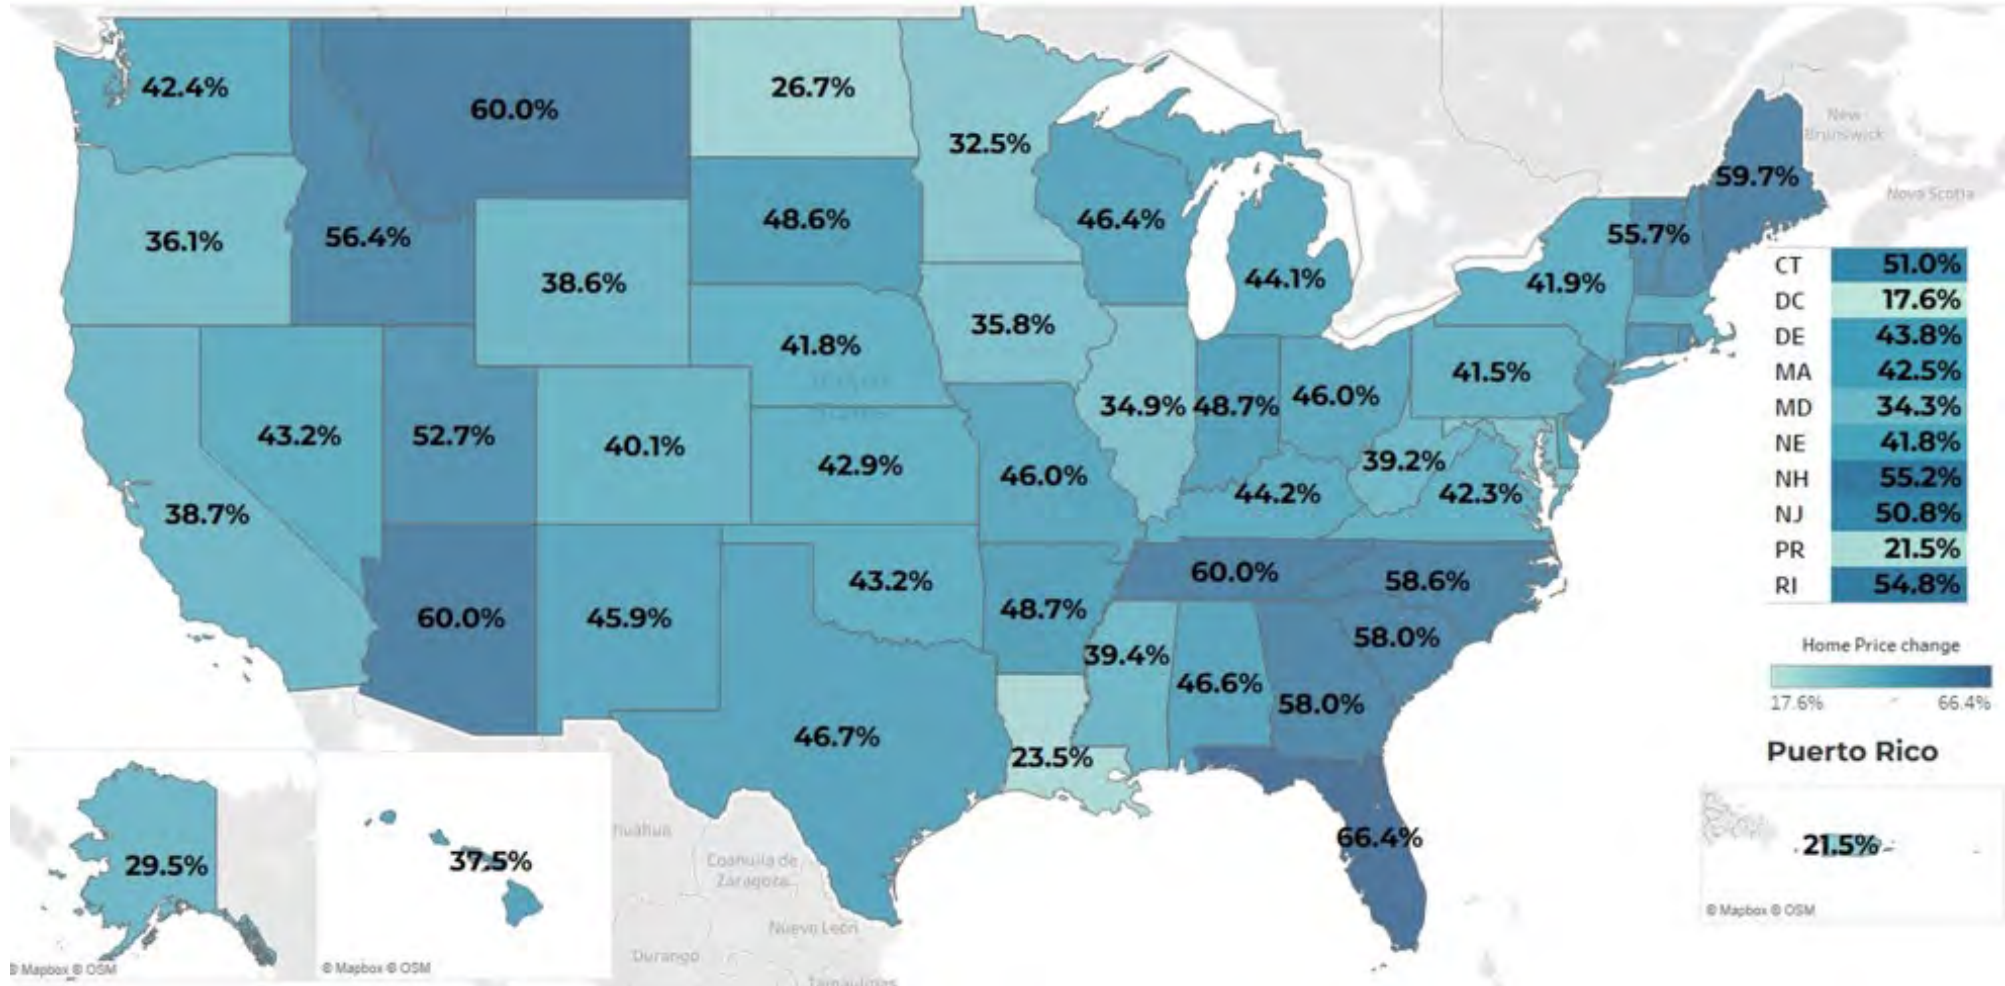 42.4%
60.0%
26.7%
32.5%
59.7%
New
Brunswick
Nova Scotia
36.1%
56.4%
38.6%
48.6%
46.4%
44.1%
41.9%
55.7%
CT 51.0%
DC 17.6%
DE 43.8%
MA 42.5%
MD 34.3%
NE 41.8%
NH 55.2%
NJ 50.8%
PR 21.5%
RI 54.8%
35.8%
41.8%
41.5%
43.2%
52.7%
40.1%
42.9%
46.0%
34.9%
48.7%
46.0%
39.2%
44.2%
42.3%
38.7%
60.0%
45.9%
43.2%
48.7%
60.0%
58.6%
58.0%
39.4%
46.6%
58.0%
46.7%
23.5%
66.4%
Home Price change
17.6% - 66.4%
Puerto Rico
21.5%
© Mapbox © OSM
29.5%
© Mapbox © OSM
37.5%
© Mapbox © OSM
huahua
Coahuila de
Zaragoza
Nuevo León
Durango
Tamaulipas